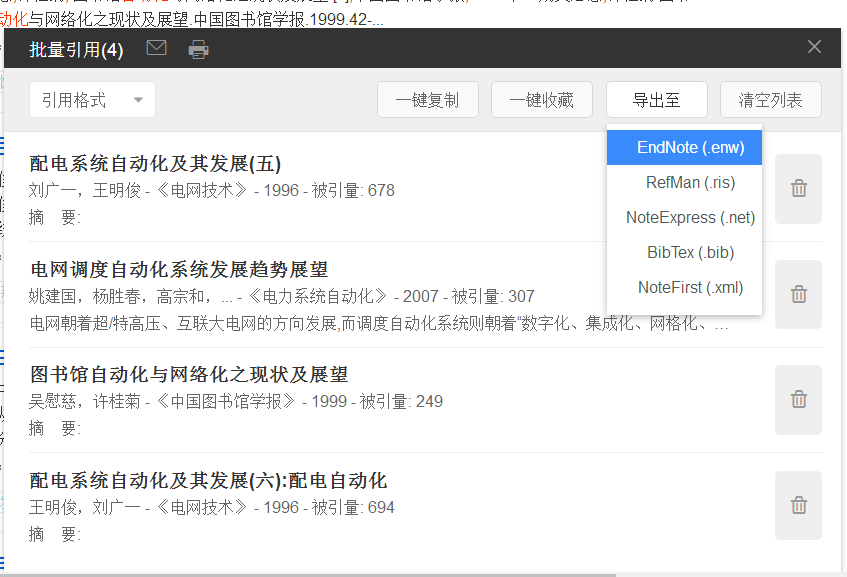 动化与网络化之现状及展望.中国图书馆学报.1999.42-...
批量引用(4)
引用格式
一键复制
一键收藏
导出至
清空列表
EndNote (.enw)
RefMan (.ris)
NoteExpress (.net)
BibTex (.bib)
NoteFirst (.xml)
配电系统自动化及其发展(五)
刘广一，王明俊 - 《电网技术》 - 1996 - 被引量: 678
摘 要:
电网调度自动化系统发展趋势展望
姚建国，杨胜春，高宗和，... - 《电力系统自动化》 - 2007 - 被引量: 307
电网朝着超/特高压、互联大电网的方向发展,而调度自动化系统则朝着"数字化、集成化、网格化、...
图书馆自动化与网络化之现状及展望
吴慰慈，许桂菊 - 《中国图书馆学报》 - 1999 - 被引量: 249
摘 要:
配电系统自动化及其发展(六):配电自动化
王明俊，刘广一 - 《电网技术》 - 1996 - 被引量: 694
摘 要: